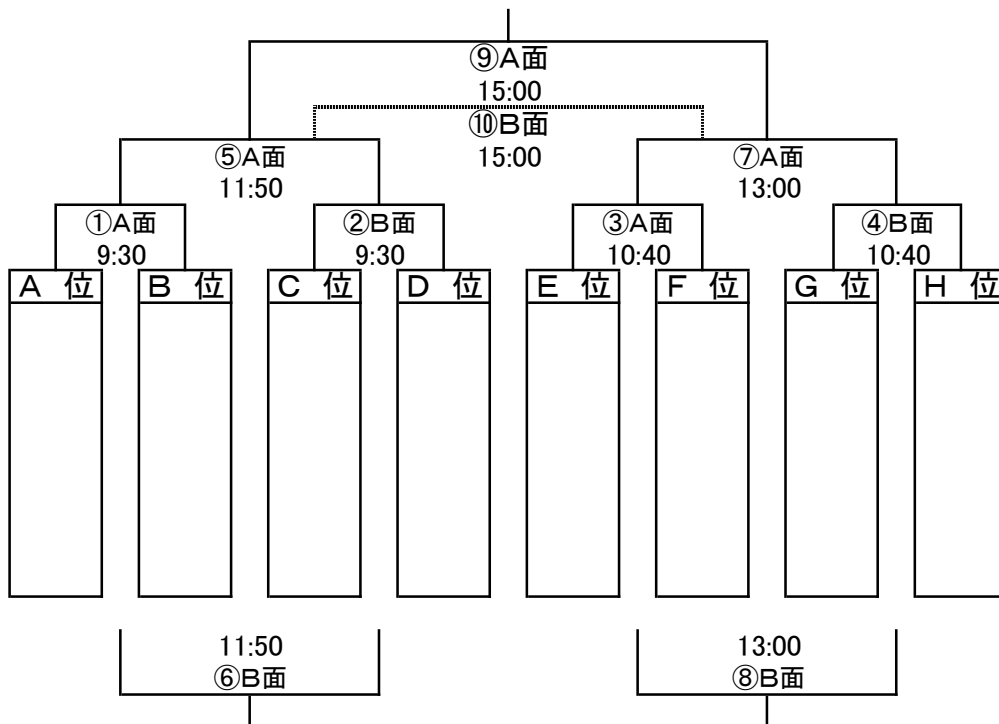 ⑨A面
15:00
⑩B面
15:00
⑤A面
11:50
⑦A面
13:00
①A面
9:30
②B面
9:30
③A面
10:40
④B面
10:40
A 位
B 位
C 位
D 位
E 位
F 位
G 位
H 位
11:50
⑥B面
13:00
⑧B面